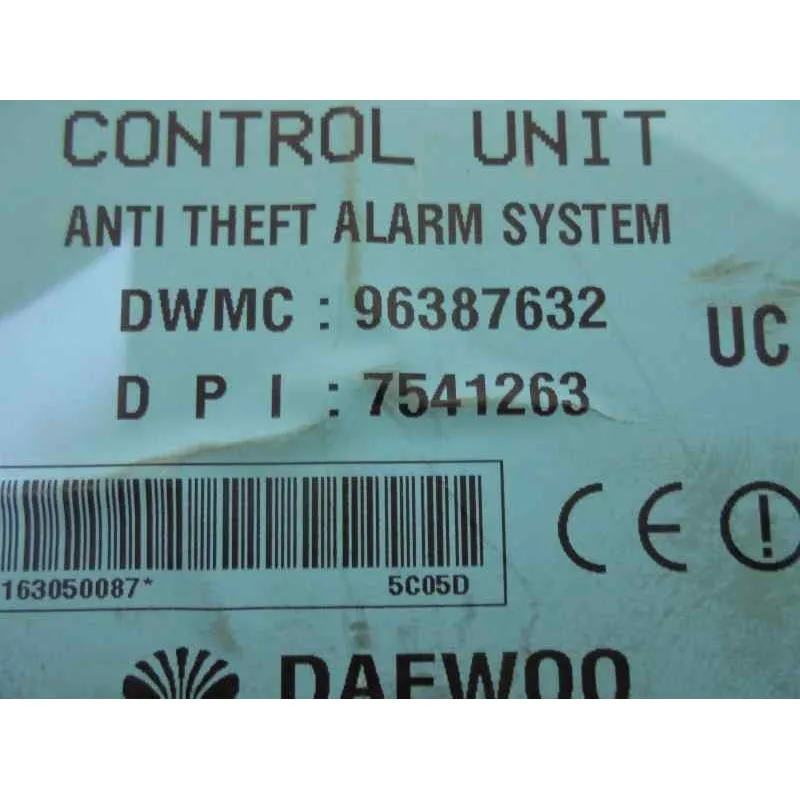 CONTROL UNIT
ANTI THEFT ALARM SYSTEM
DWMC : 96387632
UC
D P I : 7541263
163050087* 5C05D
CE
DAEWOO